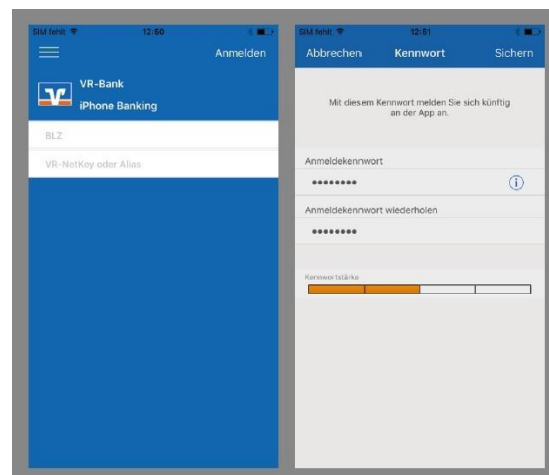 SIM fehlt 12:50
Anmelden
VR-Bank
iPhone Banking
BLZ
VR-NetKey oder Alias
SIM fehlt 12:51
Abbrechen Kennwort Sichern
Mit diesem Kennwort melden Sie sich künftig
an der App an.
Anmeldekennwort
Anmeldekennwort wiederholen
Kennwortstärke